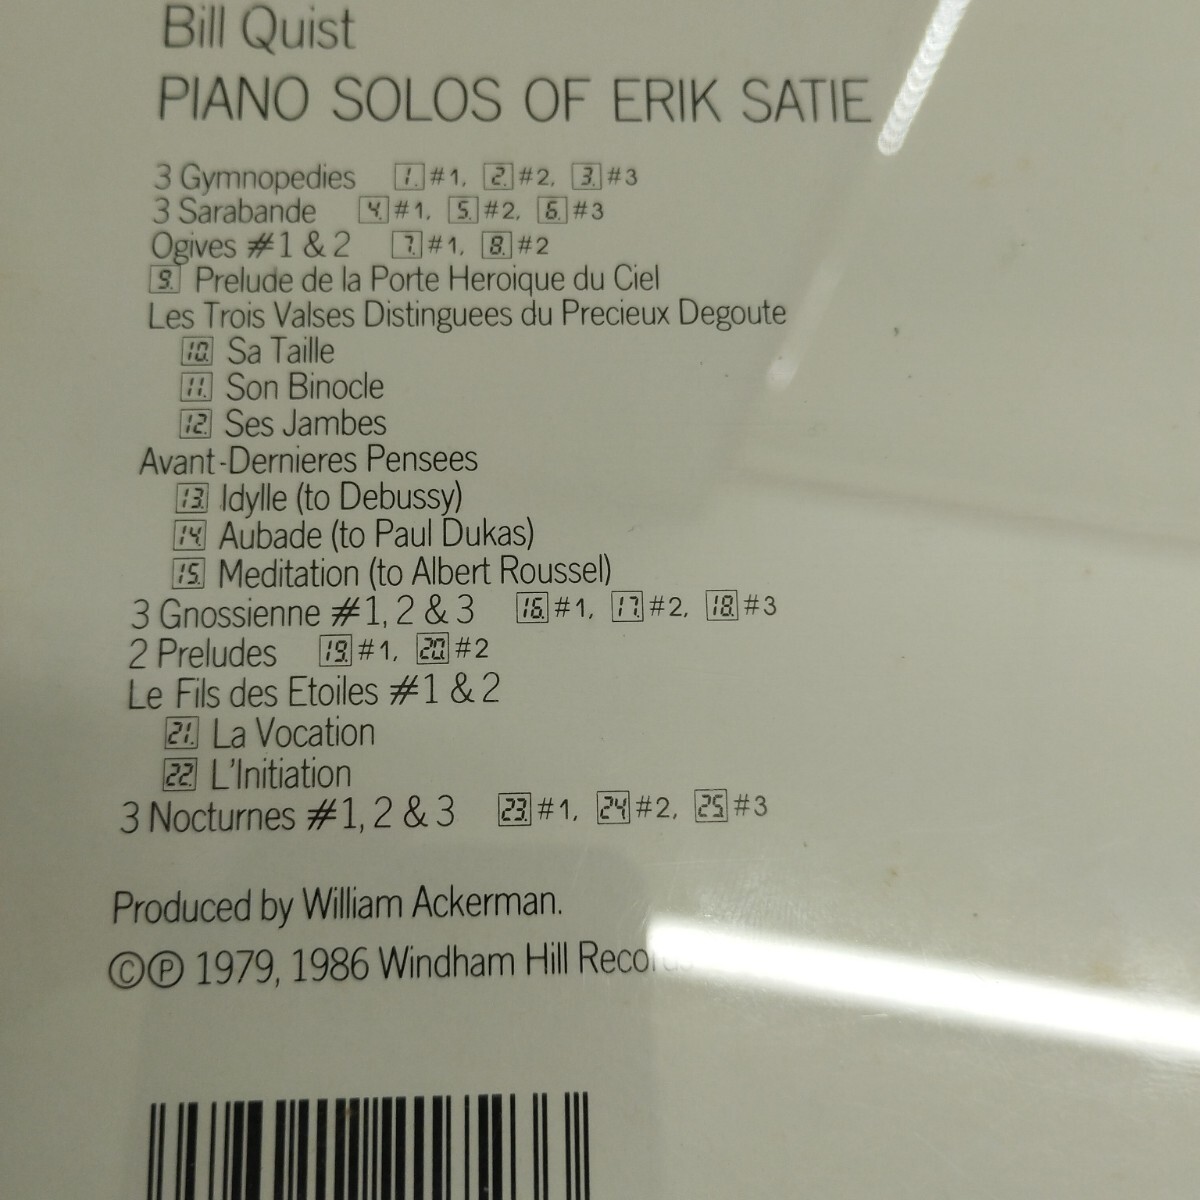 Bill Quist
PIANO SOLOS OF ERIK SATIE
3 Gymnopedies 1. #1, 2. #2, 3. #3
3 Sarabande 4. #1, 5. #2, 6. #3
Ogives #1 & 2 7. #1, 8. #2
9. Prelude de la Porte Heroique du Ciel
Les Trois Valses Distinguees du Precieux Degoute
10. Sa Taille
11. Son Binocle
12. Ses Jambes
Avant-Dernieres Pensees
13. Idylle (to Debussy)
14. Aubade (to Paul Dukas)
15. Meditation (to Albert Roussel)
3 Gnossienne #1, 2 & 3 16. #1, 17. #2, 18. #3
2 Preludes 19. #1, 20. #2
Le Fils des Etoiles #1 & 2
21. La Vocation
22. L'Initiation
3 Nocturnes #1, 2 & 3 23. #1, 24. #2, 25. #3
Produced by William Ackerman.
©℗ 1979, 1986 Windham Hill Records